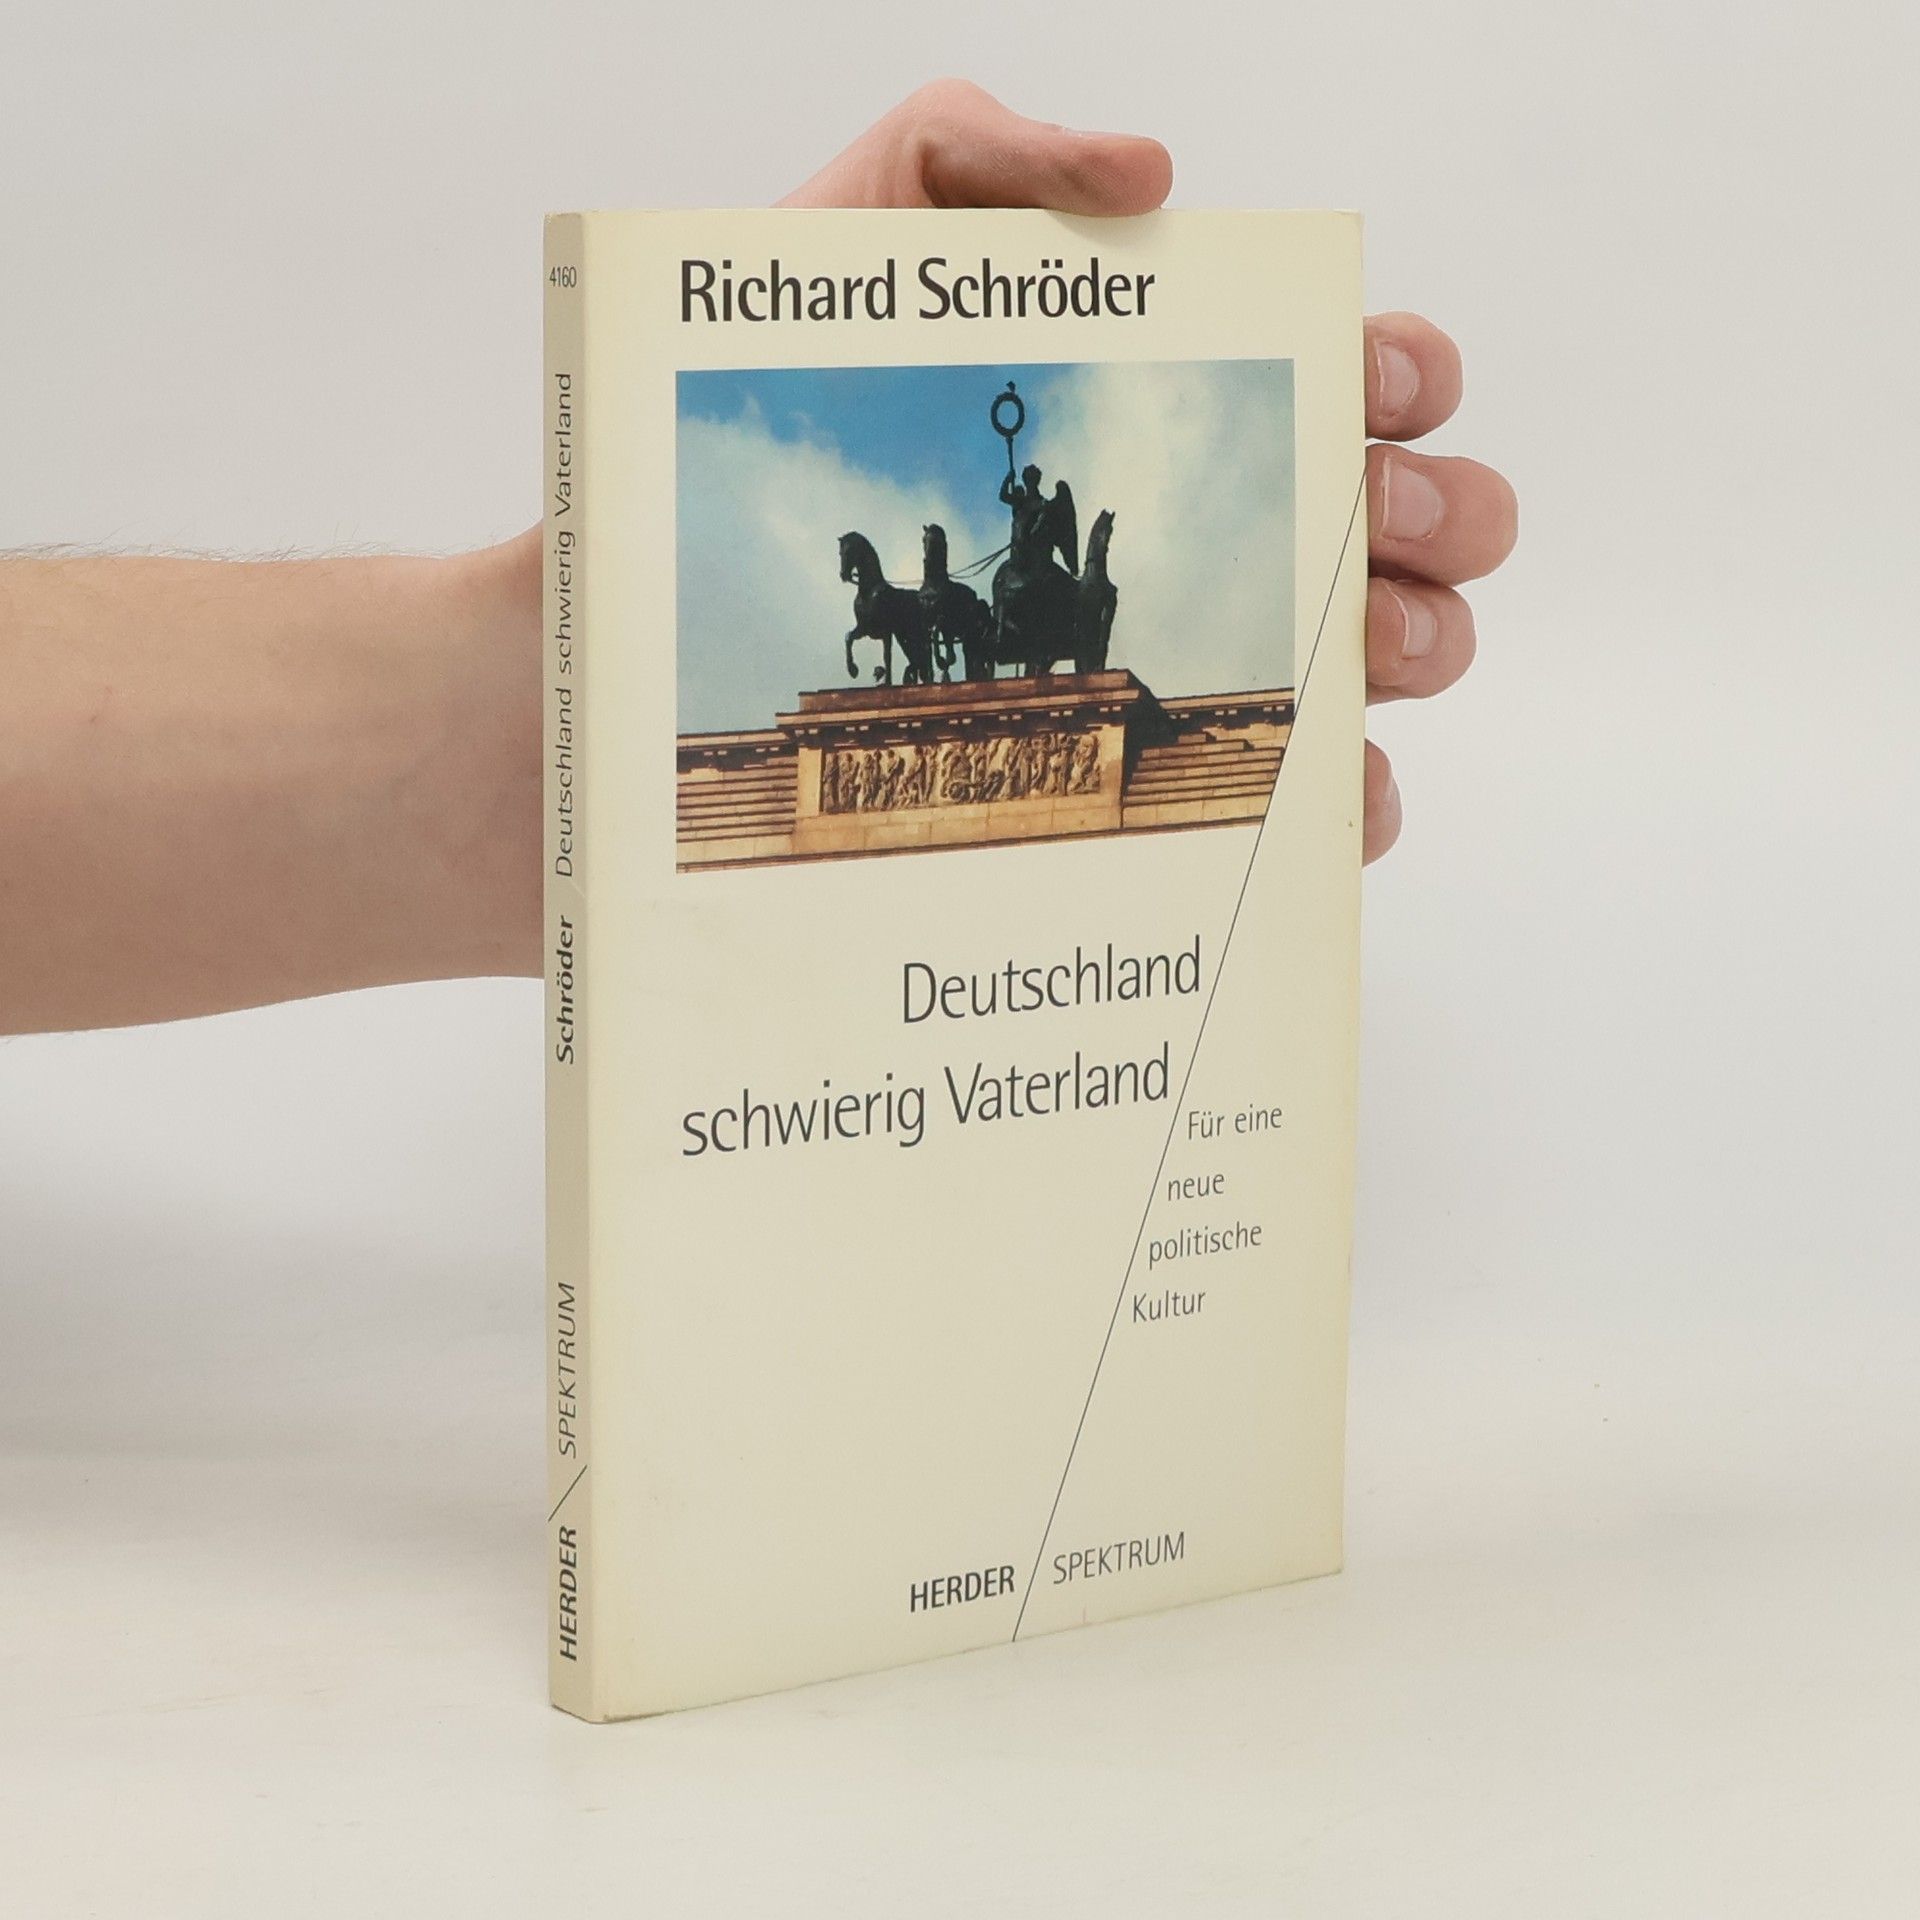 4160
Deutschland schwierig Vaterland
Schröder
HERDER / SPEKTRUM
Richard Schröder
Deutschland
schwierig Vaterland
Für eine
neue
politische
Kultur
HERDER / SPEKTRUM